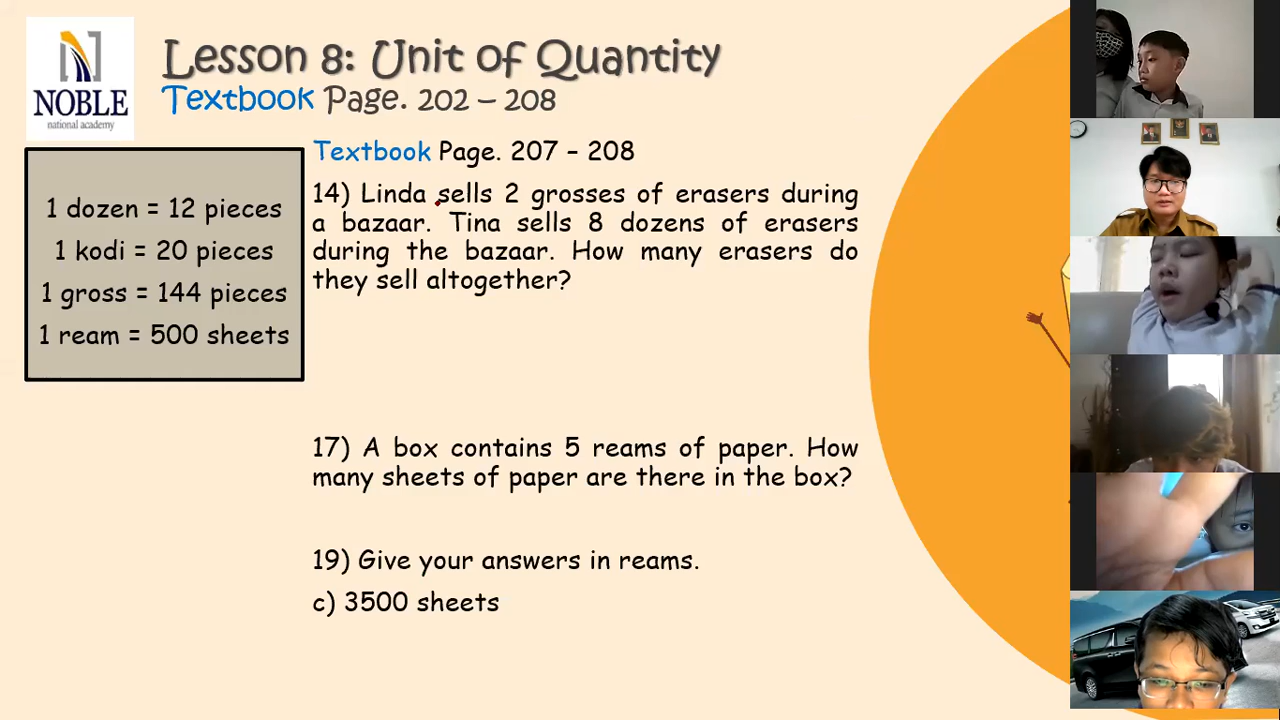 NOBLE
national academy
Lesson 8: Unit of Quantity
Textbook Page. 202 – 208
1 dozen = 12 pieces
1 kodi = 20 pieces
1 gross = 144 pieces
1 ream = 500 sheets
Textbook Page. 207 – 208
14) Linda sells 2 grosses of erasers during
a bazaar. Tina sells 8 dozens of erasers
during the bazaar. How many erasers do
they sell altogether?
17) A box contains 5 reams of paper. How
many sheets of paper are there in the box?
19) Give your answers in reams.
c) 3500 sheets